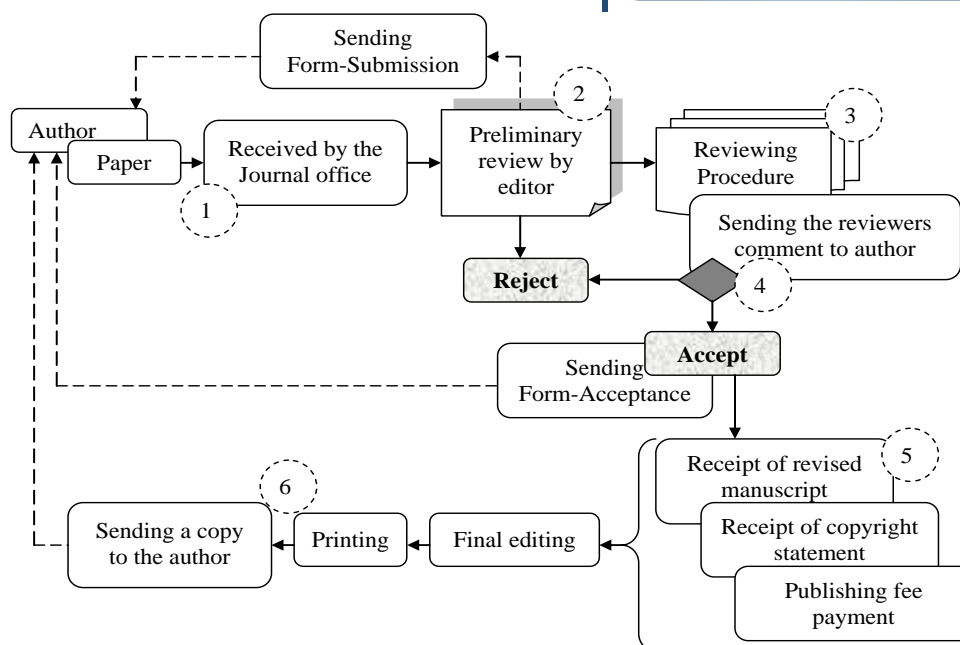 Sending
Form-Submission
2
3
Author
Paper
Received by the
Journal office
1
Preliminary
review by
editor
Reviewing
Procedure
Sending the reviewers
comment to author
Reject
4
Accept
Sending
Form-Acceptance
5
Receipt of revised
manuscript
Receipt of copyright
statement
Publishing fee
payment
Final editing
Printing
6
Sending a copy
to the author